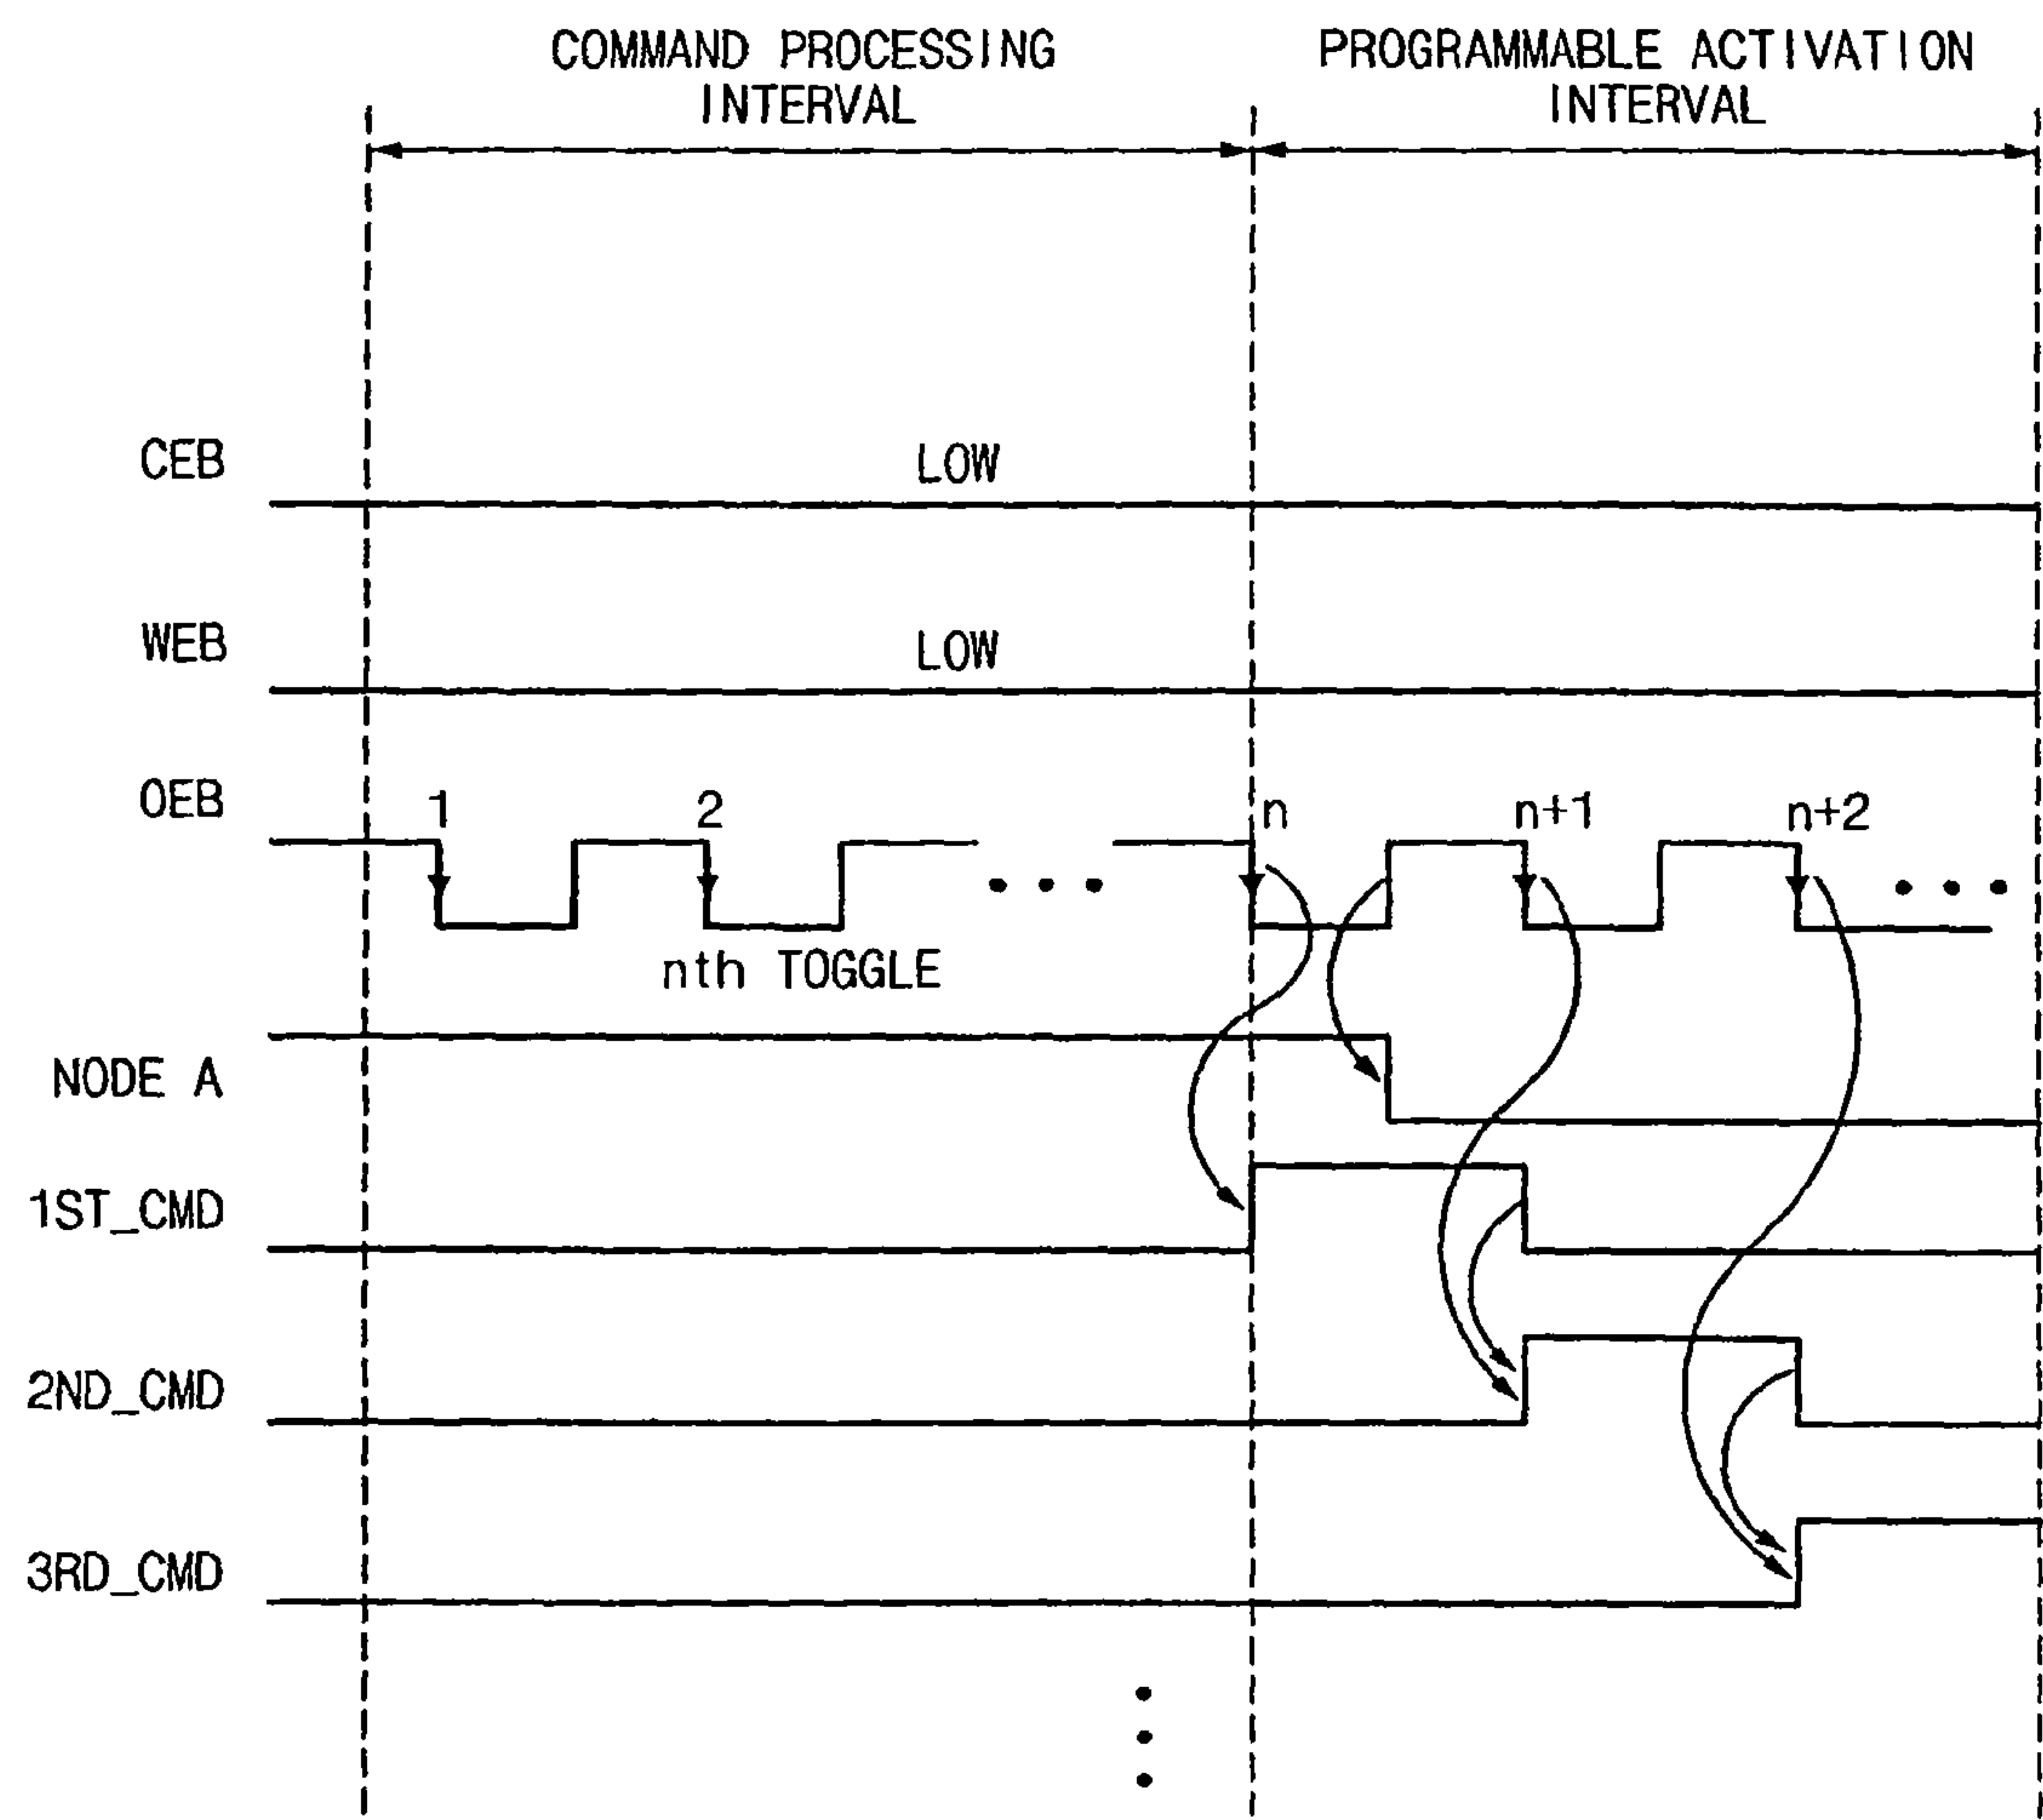 COMMAND PROCESSING
INTERVAL
PROGRAMMABLE ACTIVATION
INTERVAL
CEB
LOW
WEB
LOW
OEB
1
2
n
n+1
n+2
nth TOGGLE
NODE A
1ST_CMD
2ND_CMD
3RD_CMD